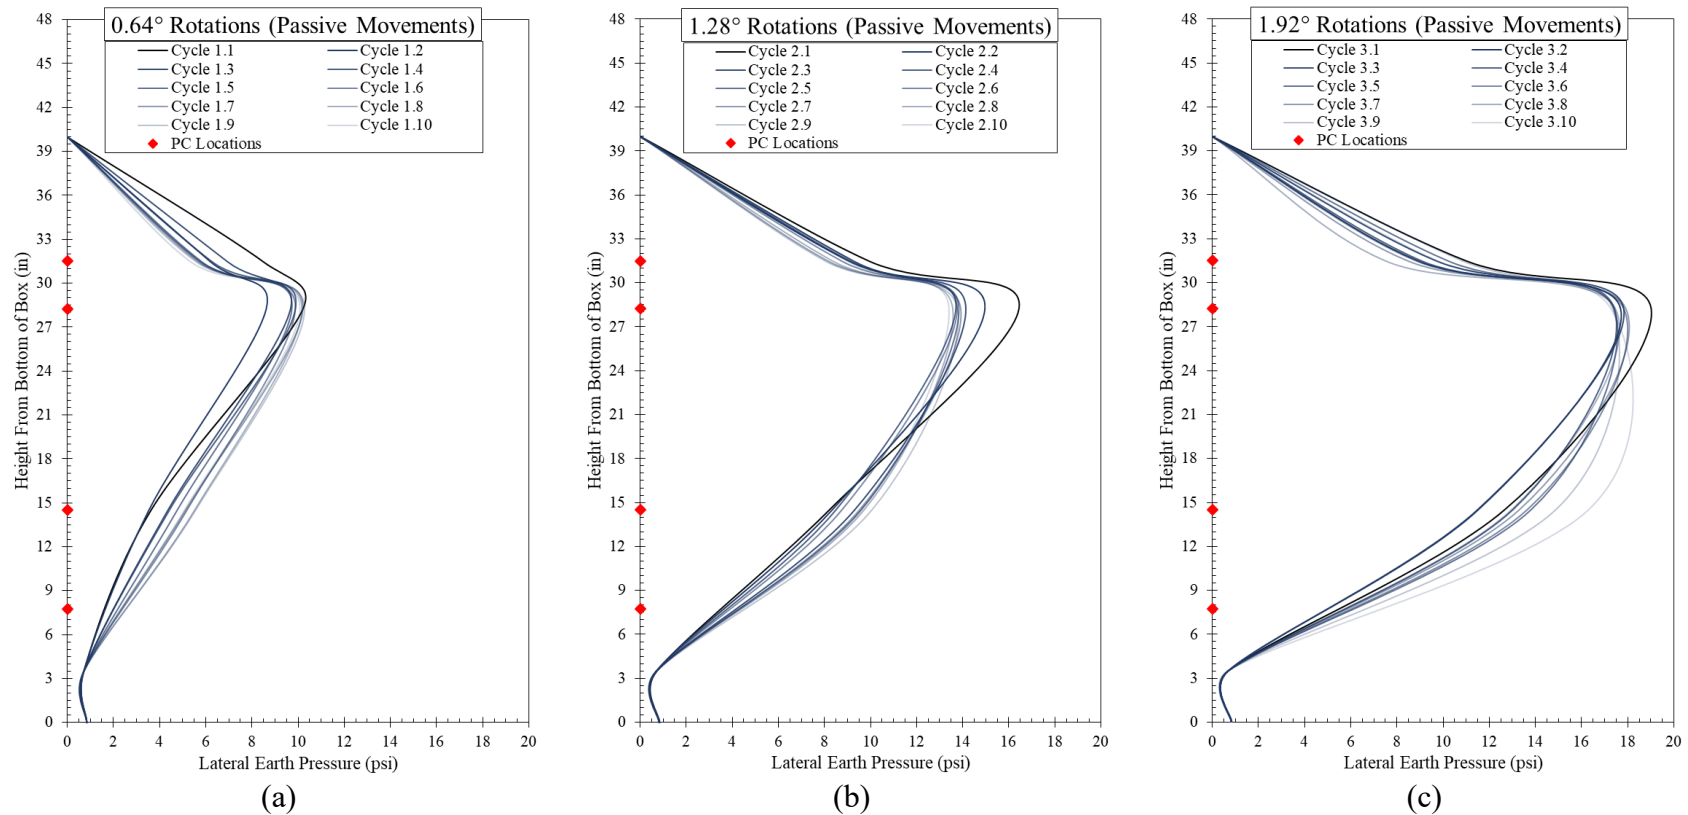 0.64° Rotations (Passive Movements)
Cycle 1.1 Cycle 1.2
Cycle 1.3 Cycle 1.4
Cycle 1.5 Cycle 1.6
Cycle 1.7 Cycle 1.8
Cycle 1.9 Cycle 1.10
PC Locations
48
45
42
39
36
33
30
27
24
21
18
15
12
9
6
3
0
Height From Bottom of Box (in)
0 2 4 6 8 10 12 14 16 18 20
Lateral Earth Pressure (psi)
(a)
1.28° Rotations (Passive Movements)
Cycle 2.1 Cycle 2.2
Cycle 2.3 Cycle 2.4
Cycle 2.5 Cycle 2.6
Cycle 2.7 Cycle 2.8
Cycle 2.9 Cycle 2.10
PC Locations
48
45
42
39
36
33
30
27
24
21
18
15
12
9
6
3
0
Height From Bottom of Box (in)
0 2 4 6 8 10 12 14 16 18 20
Lateral Earth Pressure (psi)
(b)
1.92° Rotations (Passive Movements)
Cycle 3.1 Cycle 3.2
Cycle 3.3 Cycle 3.4
Cycle 3.5 Cycle 3.6
Cycle 3.7 Cycle 3.8
Cycle 3.9 Cycle 3.10
PC Locations
48
45
42
39
36
33
30
27
24
21
18
15
12
9
6
3
0
Height From Bottom of Box (in)
0 2 4 6 8 10 12 14 16 18 20
Lateral Earth Pressure (psi)
(c)